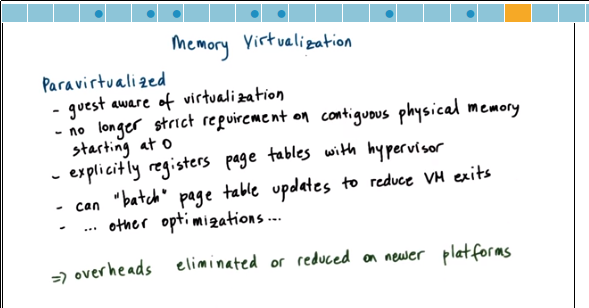 Memory Virtualization
Paravirtualized
- guest aware of virtualization
- no longer strict requirement on contiguous physical memory
starting at 0
- explicitly registers page tables with hypervisor
- can "batch" page table updates to reduce VM exits
- ... other optimizations...
=> overheads eliminated or reduced on newer platforms